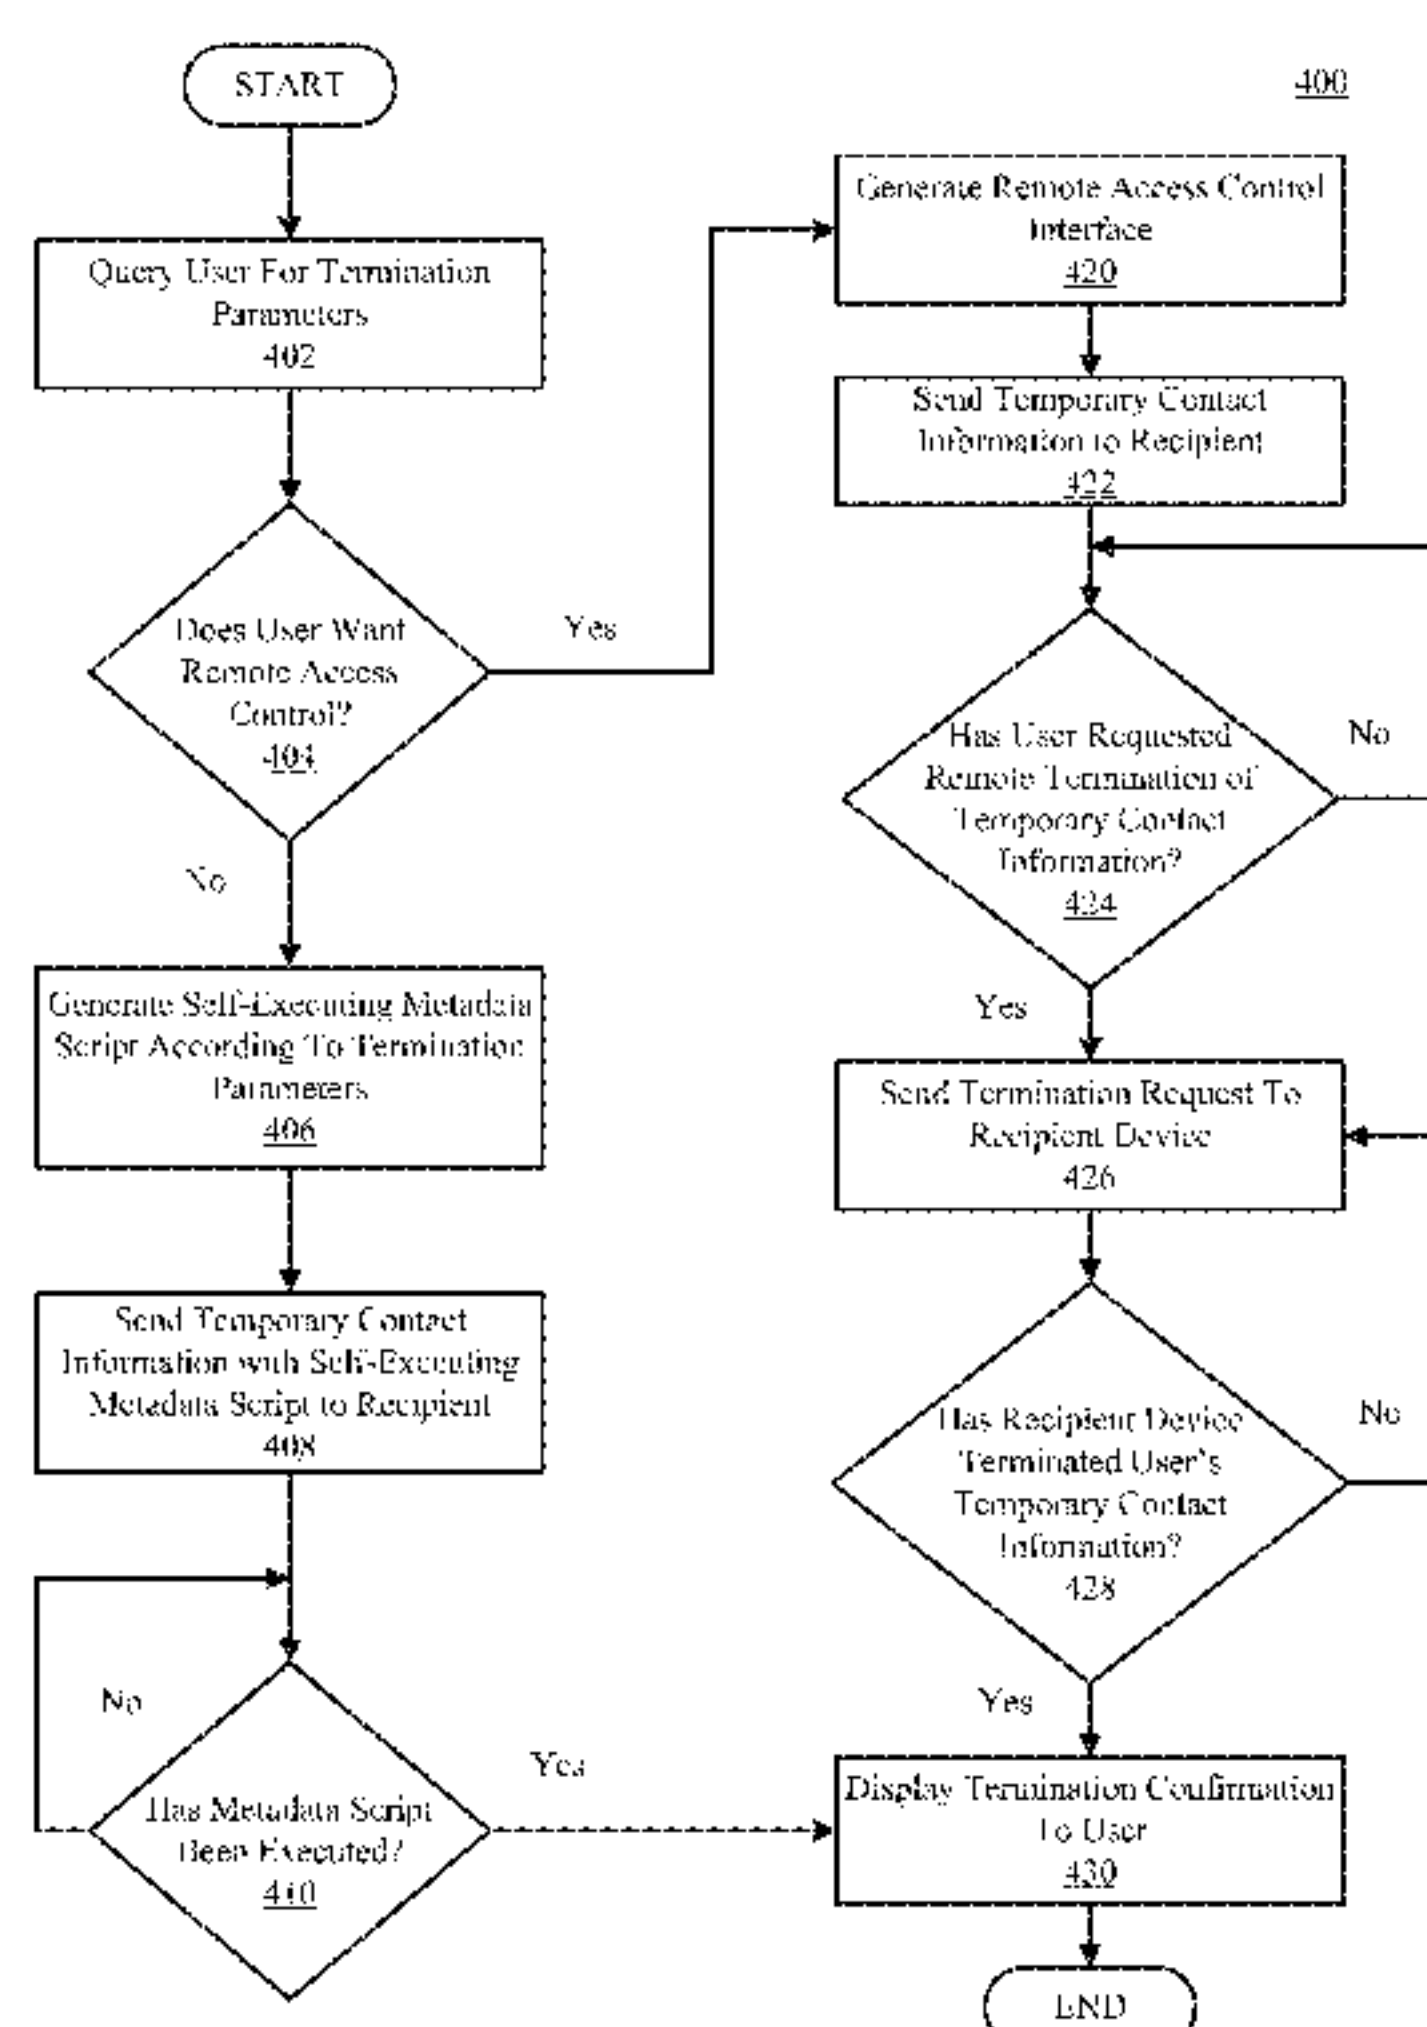 START
400
Query User For Termination
Parameters
402
Does User Want
Remote Access
Control?
404
Yes
No
Generate Self-Executing Metadata
Script According To Termination
Parameters
406
Send Temporary Contact
Information with Self-Executing
Metadata Script to Recipient
408
No
Has Metadata Script
Been Executed?
410
Yes
Generate Remote Access Control
Interface
420
Send Temporary Contact
Information to Recipient
422
Has User Requested
Remote Termination of
Temporary Contact
Information?
424
No
Yes
Send Termination Request To
Recipient Device
426
Has Recipient Device
Terminated User's
Temporary Contact
Information?
428
No
Yes
Display Termination Confirmation
To User
430
END